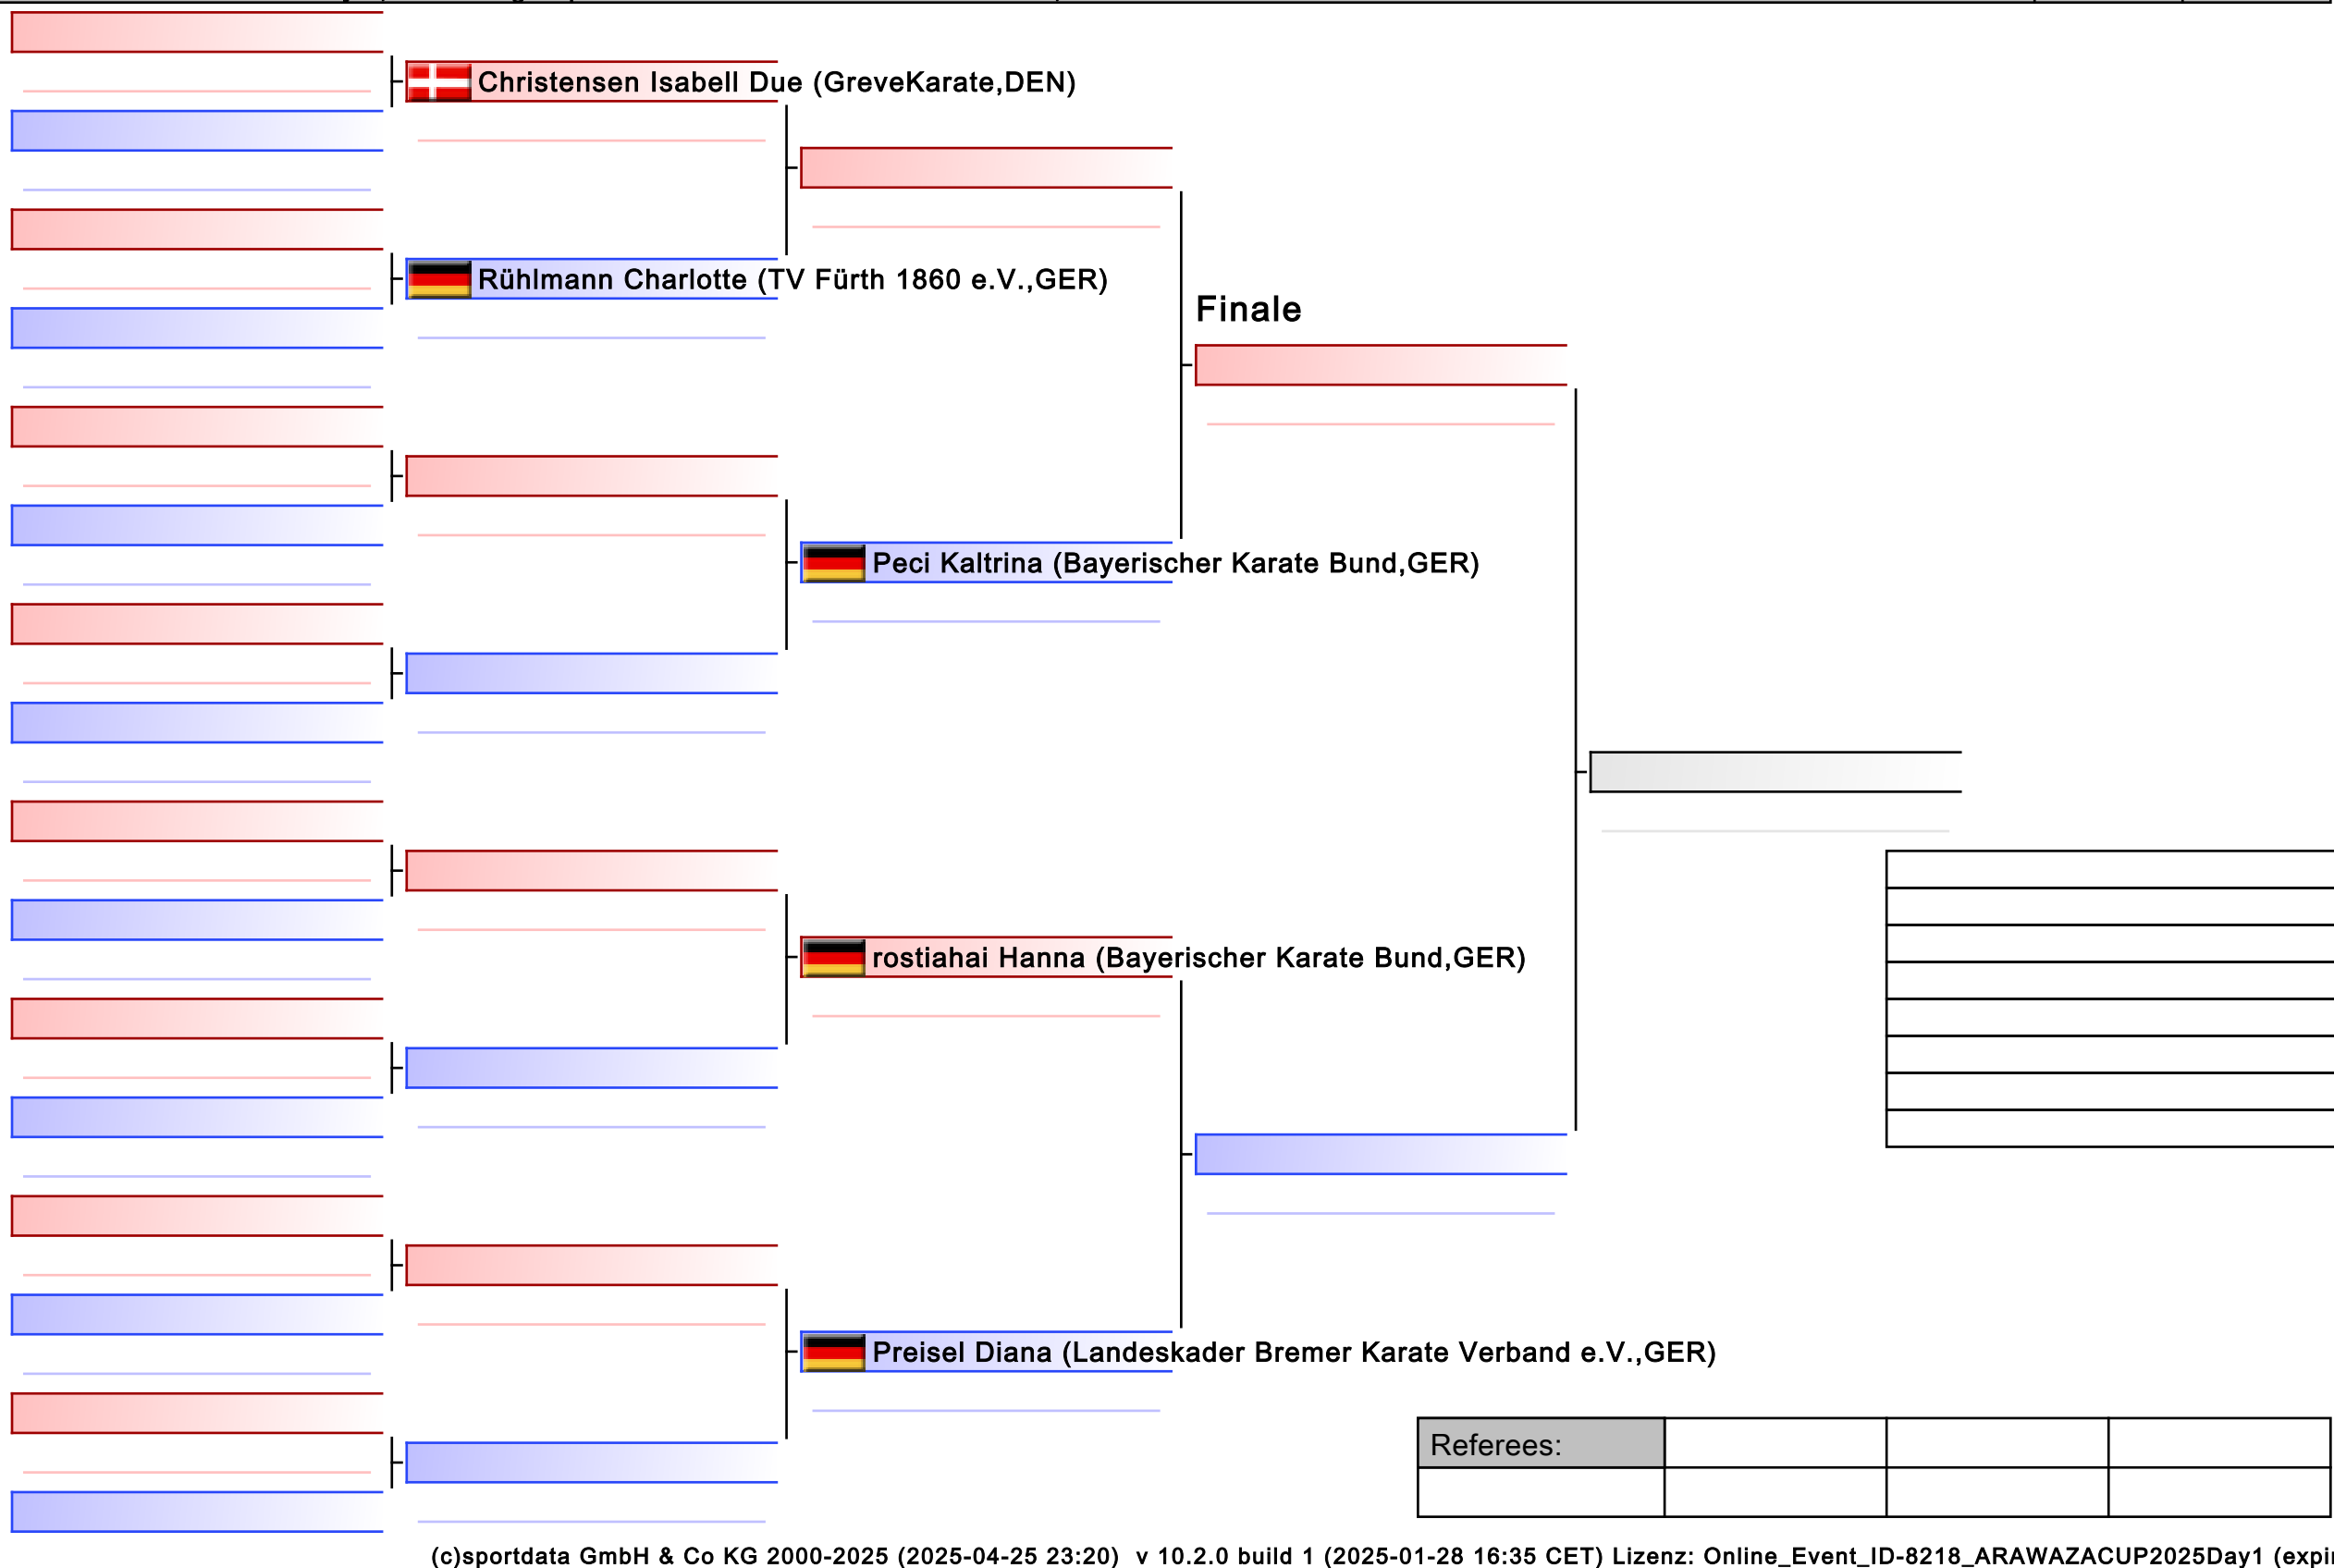 Christensen Isabell Due (GreveKarate,DEN)
Rühlmann Charlotte (TV Fürth 1860 e.V.,GER)
Finale
Peci Kaltrina (Bayerischer Karate Bund,GER)
rostiahai Hanna (Bayerischer Karate Bund,GER)
Preisel Diana (Landeskader Bremer Karate Verband e.V.,GER)
Referees:
(c)sportdata GmbH & Co KG 2000-2025 (2025-04-25 23:20) v 10.2.0 build 1 (2025-01-28 16:35 CET) Lizenz: Online_Event_ID-8218_ARAWAZACUP2025Day1 (expi